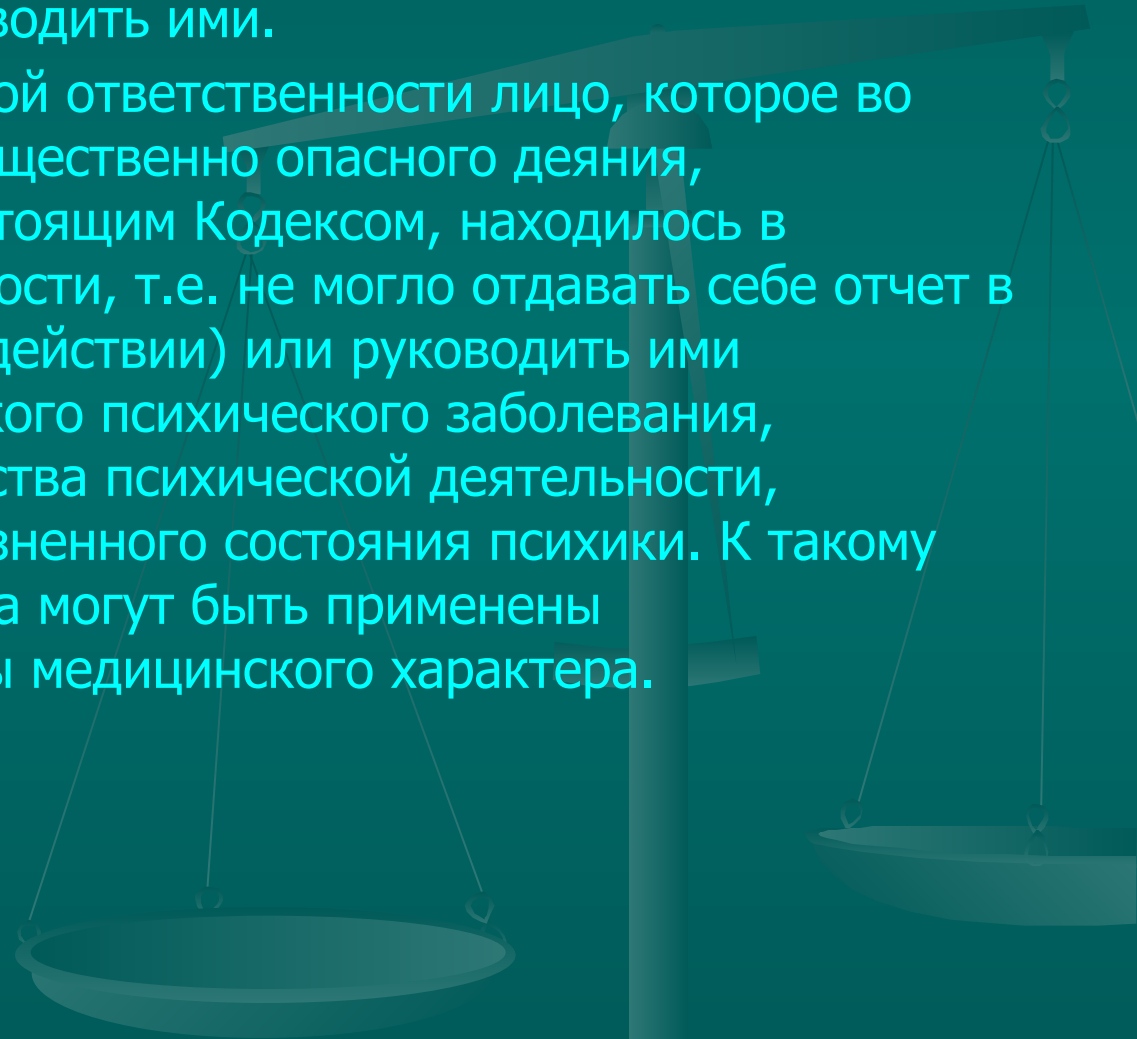 водить ими.
ой ответственности лицо, которое во
щественно опасного деяния,
тоящим Кодексом, находилось в
ости, т.е. не могло отдавать себе отчет в
действии) или руководить ими
кого психического заболевания,
ства психической деятельности,
зненного состояния психики. К такому
а могут быть применены
ы медицинского характера.